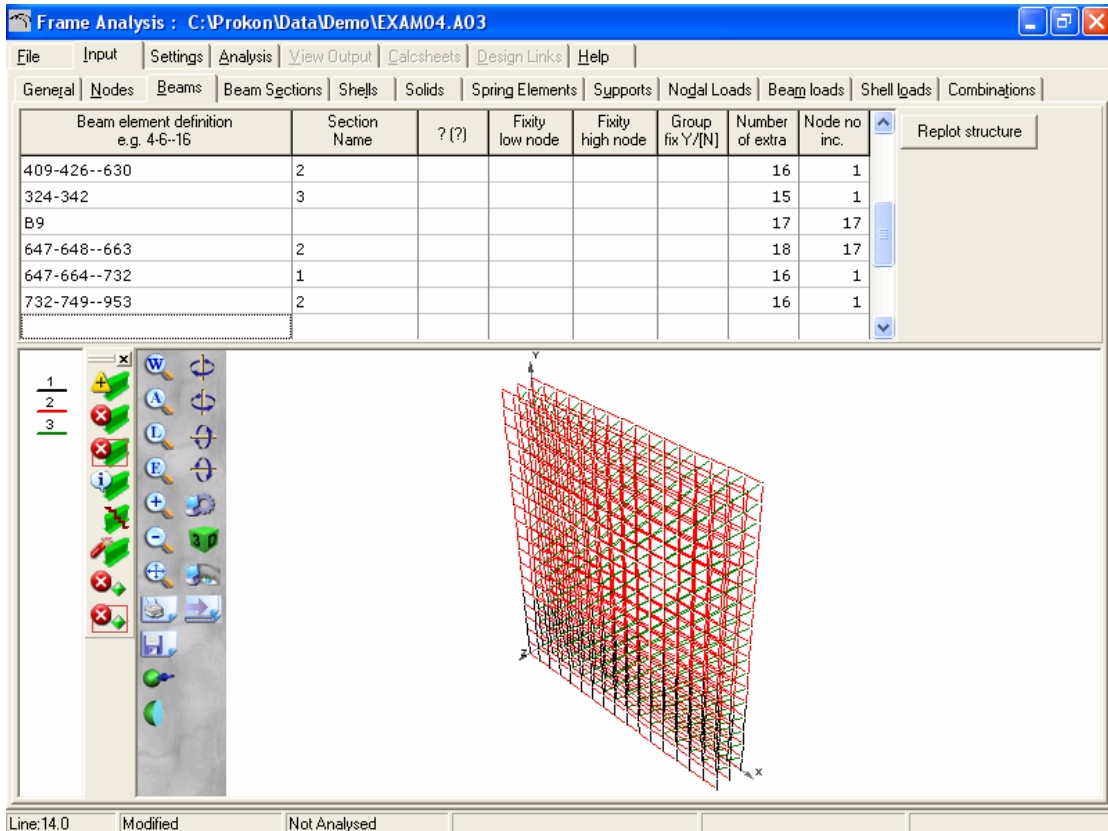 Frame Analysis : C:\Prokon\Data\Demo\EXAM04.A03
File Input Settings Analysis View Output Calcsheets Design Links Help
General Nodes Beams Beam Sections Shells Solids Spring Elements Supports Nodal Loads Beam loads Shell loads Combinations
Beam element definition e.g. 4-6--16 Section Name ? (?) Fixity low node Fixity high node Group fix Y/[N] Number of extra Node no inc. Replot structure
409-426--630 2 16 1
324-342 3 15 1
B9 17 17
647-648--663 2 18 17
647-664--732 1 16 1
732-749--953 2 16 1
1
2
3
W
A
L
E
3D
Y
Z
X
Line:14.0 Modified Not Analysed